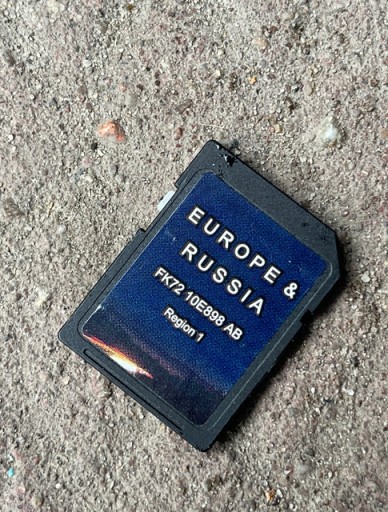 EUROPE &
RUSSIA
FK72 10E898 AB
Region 1